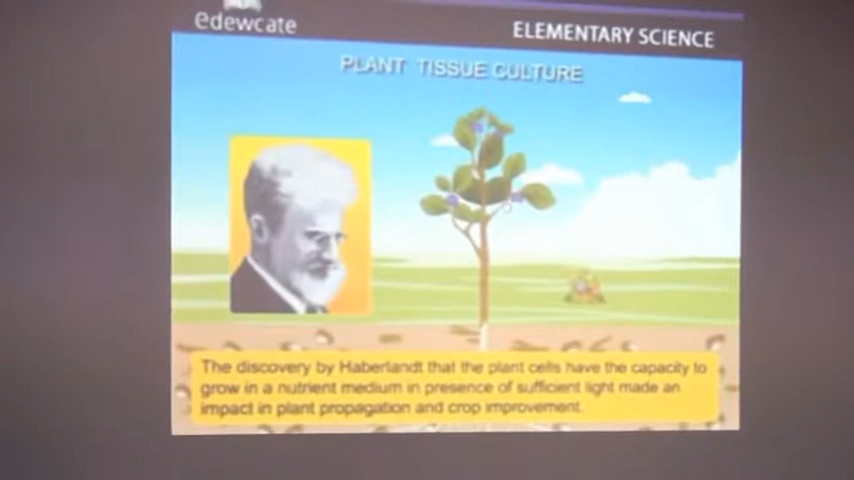 edewcate
ELEMENTARY SCIENCE
PLANT TISSUE CULTURE
The discovery by Haberlandt that the plant cells have the capacity to
grow in a nutrient medium in presence of sufficient light made an
impact in plant propagation and crop improvement.